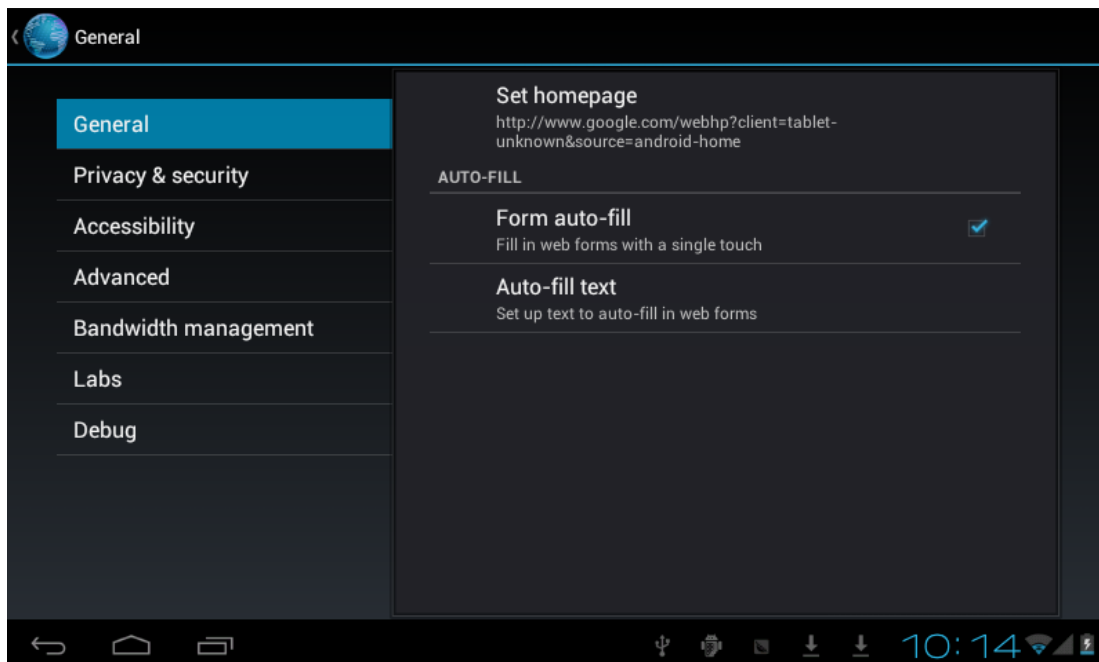 General
General
Privacy & security
Accessibility
Advanced
Bandwidth management
Labs
Debug
Set homepage
http://www.google.com/webhp?client=tablet-
unknown&source=android-home
AUTO-FILL
Form auto-fill
Fill in web forms with a single touch
Auto-fill text
Set up text to auto-fill in web forms
10:14